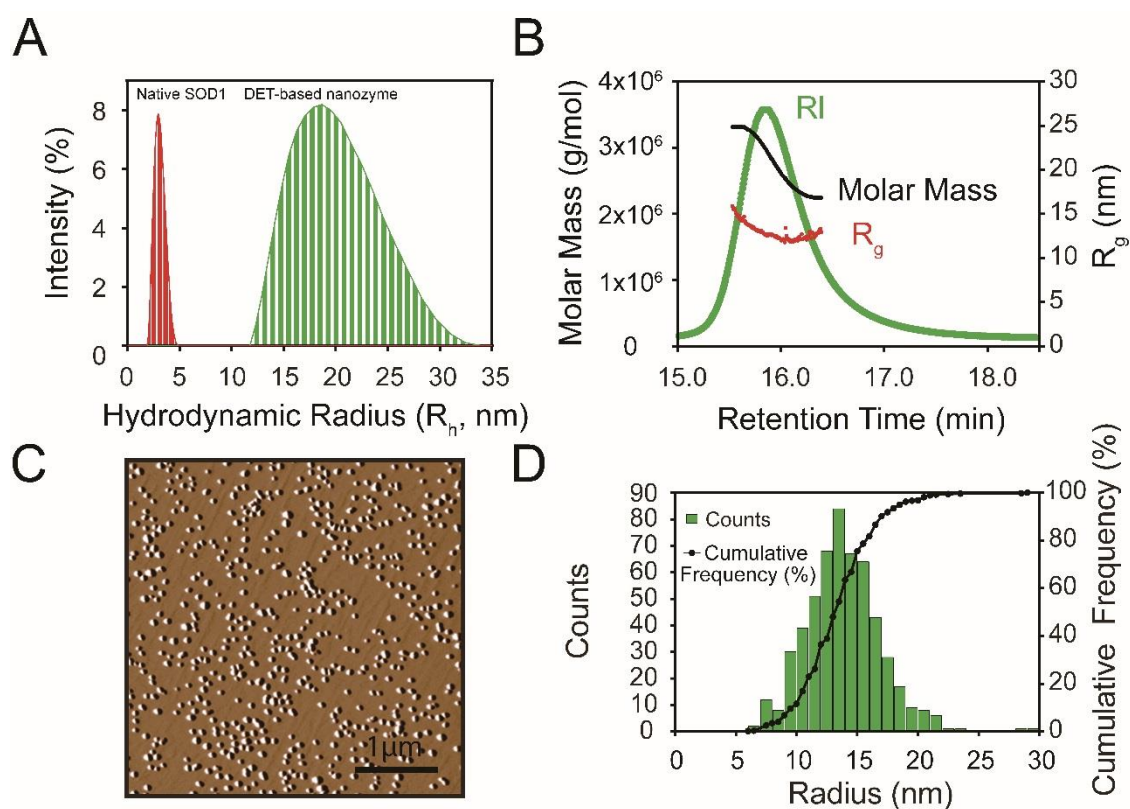 A
Native SOD1 DET-based nanozyme
Intensity (%)
8
6
4
2
0
0 5 10 15 20 25 30 35
Hydrodynamic Radius (Rh, nm)
B
Molar Mass (g/mol)
4x10⁶
3x10⁶
2x10⁶
1x10⁶
0
RI
Molar Mass
Rg
30
25
20
15
10
5
0
Rg (nm)
15.0 16.0 17.0 18.0
Retention Time (min)
C
1μm
D
Counts
90
80
70
60
50
40
30
20
10
0
Counts
Cumulative
Frequency (%)
100
80
60
40
20
0
Cumulative Frequency (%)
0 5 10 15 20 25 30
Radius (nm)